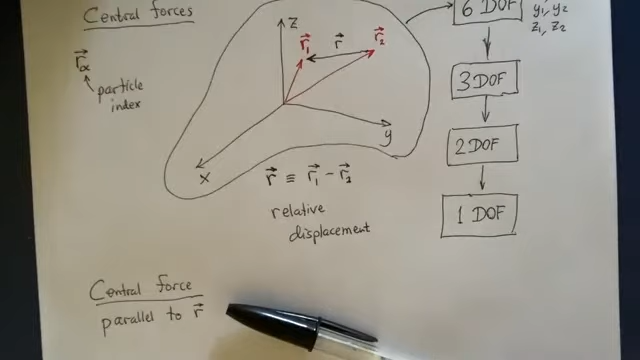 Central forces
r⃗α
particle
index
z
r⃗1
r⃗
r⃗2
y
x
r⃗ ≡ r⃗1 - r⃗2
relative
displacement
6 DOF
y1, y2
z1, z2
3 DOF
2 DOF
1 DOF
Central force
parallel to r⃗